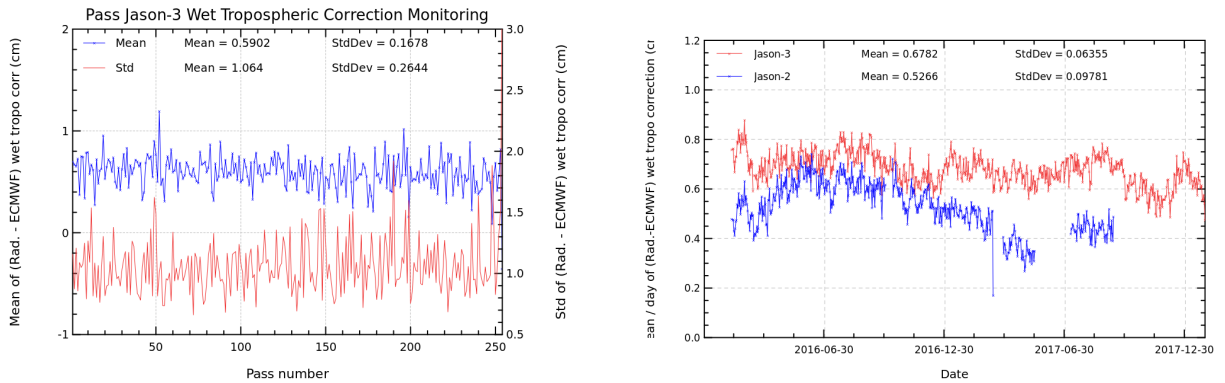 Pass Jason-3 Wet Tropospheric Correction Monitoring
Mean of (Rad. - ECMWF) wet tropo corr (cm)
2
1
0
-1
Mean Mean = 0.5902 StdDev = 0.1678
Std Mean = 1.064 StdDev = 0.2644
3.0
2.5
2.0
1.5
1.0
0.5
Std of (Rad. - ECMWF) wet tropo corr (cm)
50 100 150 200 250
Pass number
/ day of (Rad.-ECMWF) wet tropo correction
1.2
1.0
0.8
0.6
0.4
0.2
0.0
Jason-3 Mean = 0.6782 StdDev = 0.06355
Jason-2 Mean = 0.5266 StdDev = 0.09781
2016-06-30 2016-12-30 2017-06-30 2017-12-30
Date